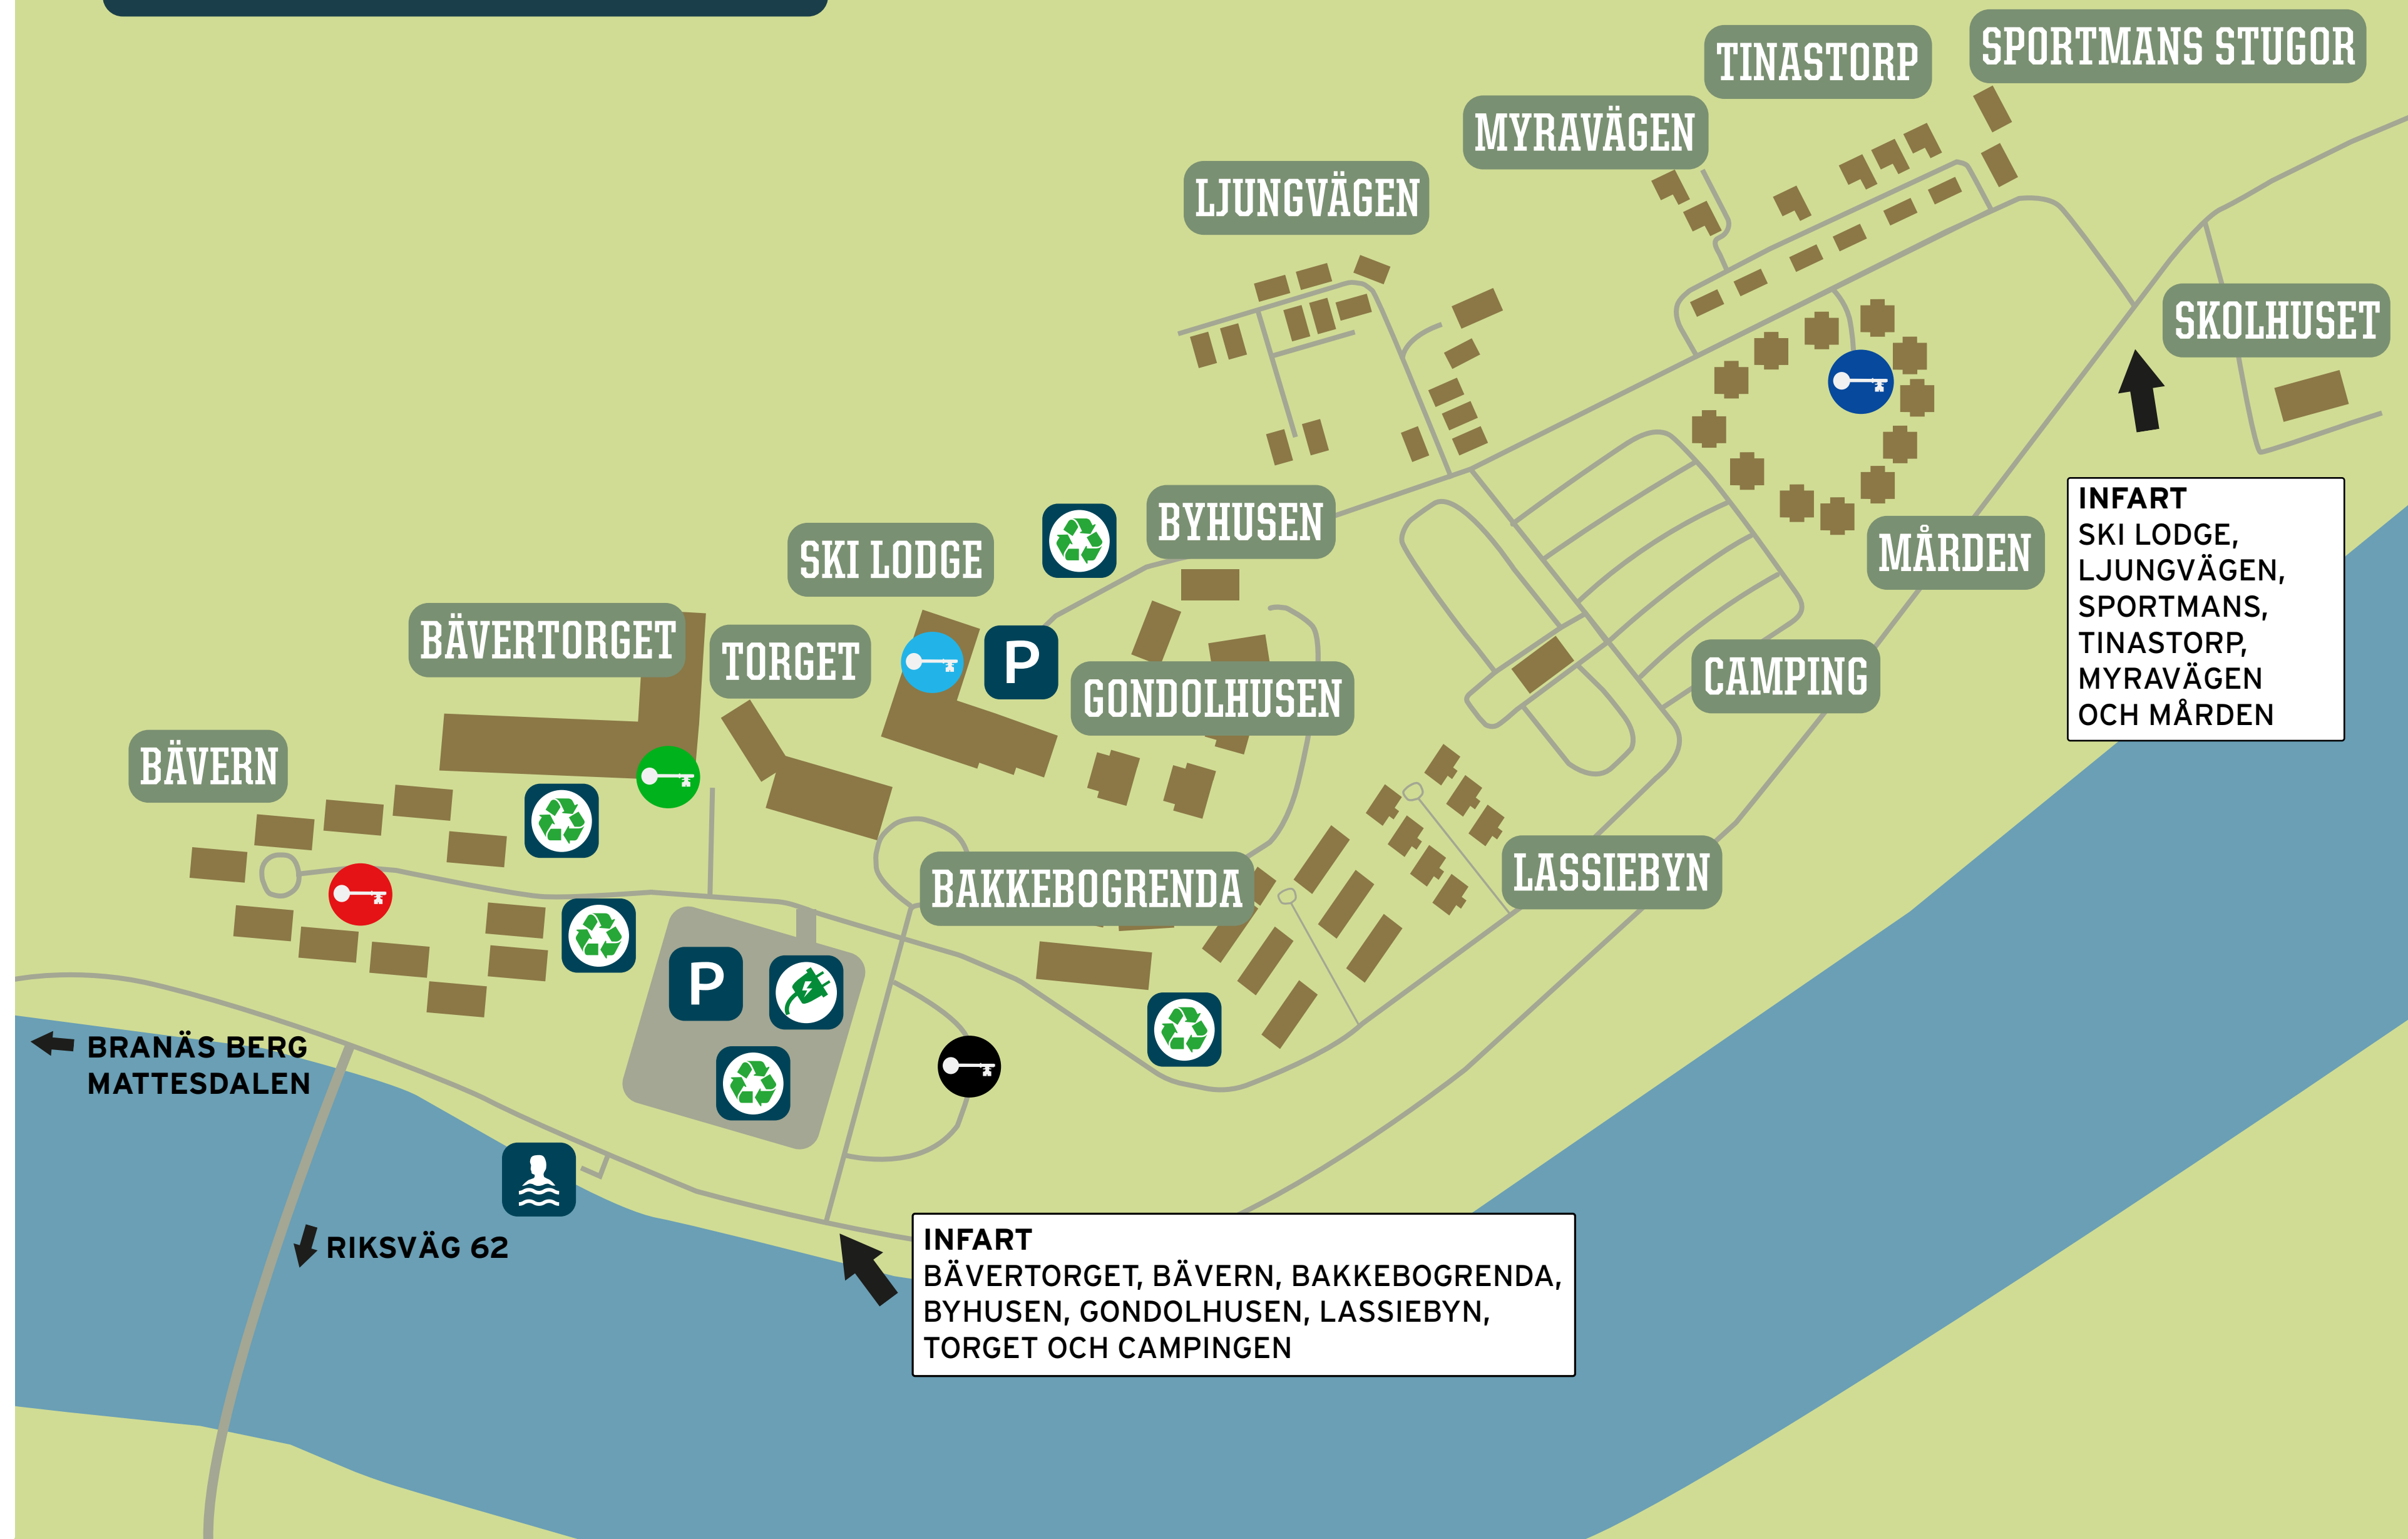 SPORTMANS STUGOR
TINASTORP
MYRAVÄGEN
LJUNGVÄGEN
SKOLHUSET
BYHUSEN
SKI LODGE
MÅRDEN
INFART
SKI LODGE,
LJUNGVÄGEN,
SPORTMANS,
TINASTORP,
MYRAVÄGEN
OCH MÅRDEN
BÄVERTORGET
TORGET
P
GONDOLHUSEN
CAMPING
BÄVERN
BAKKEBOGRENDA
LASSIEBYN
P
BRANÄS BERG
MATTESDALEN
RIKSVÄG 62
INFART
BÄVERTORGET, BÄVERN, BAKKEBOGRENDA,
BYHUSEN, GONDOLHUSEN, LASSIEBYN,
TORGET OCH CAMPINGEN